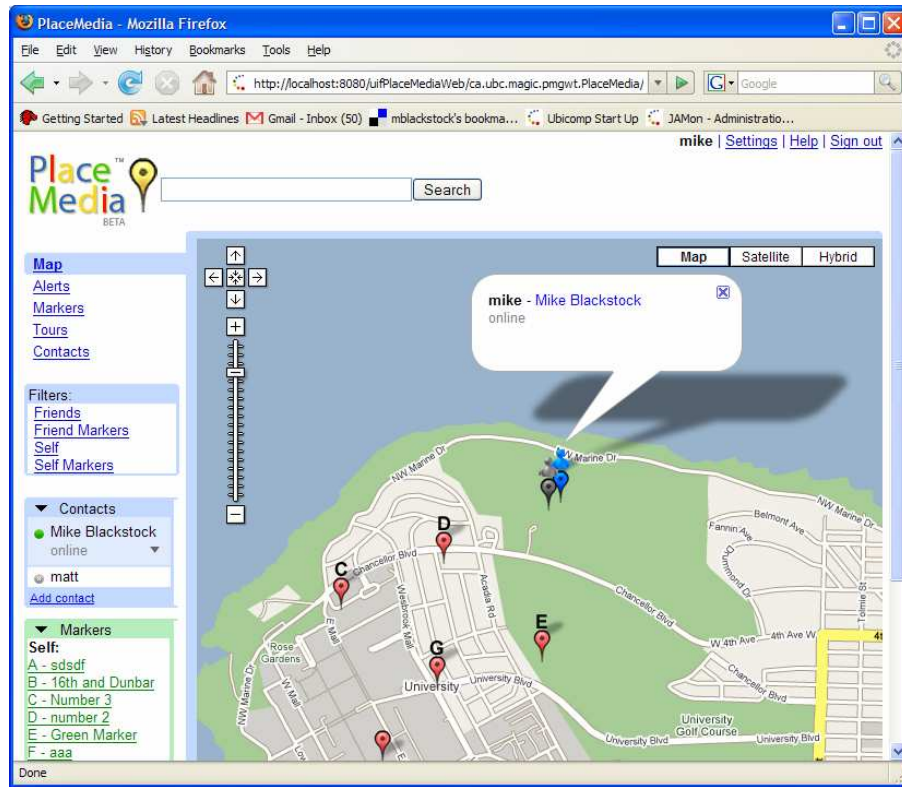 PlaceMedia - Mozilla Firefox
File Edit View History Bookmarks Tools Help
http://localhost:8080/uifPlaceMediaWeb/ca.ubc.magic.pmgwt.PlaceMedia/
G Google
Getting Started Latest Headlines Gmail - Inbox (50) mblackstock's bookma... Ubicomp Start Up JAMon - Administratio...
mike | Settings | Help | Sign out
Place™
Media
BETA
Search
Map
Alerts
Markers
Tours
Contacts
Filters:
Friends
Friend Markers
Self
Self Markers
Contacts
Mike Blackstock
online
matt
Add contact
Markers
Self:
A - sdsdf
B - 16th and Dunbar
C - Number 3
D - number 2
E - Green Marker
F - aaa
Map Satellite Hybrid
mike - Mike Blackstock
online
NW Marine Dr
NW Marine Dr
NW Marine Dr
Belmont Ave
Fannin Ave
Drummond Dr
D
Chancellor Blvd
C
Acadia Rd
Wesbrook Mall
E Mall
Chancellor Blvd
Tolmie St
E
W 4th Ave
4th Ave W
4t
Rose
Gardens
G
W Mall
Chancellor Blvd
University
University Blvd
NW Marine Dr
University
Golf Course
University Blvd
University Blvd
Done